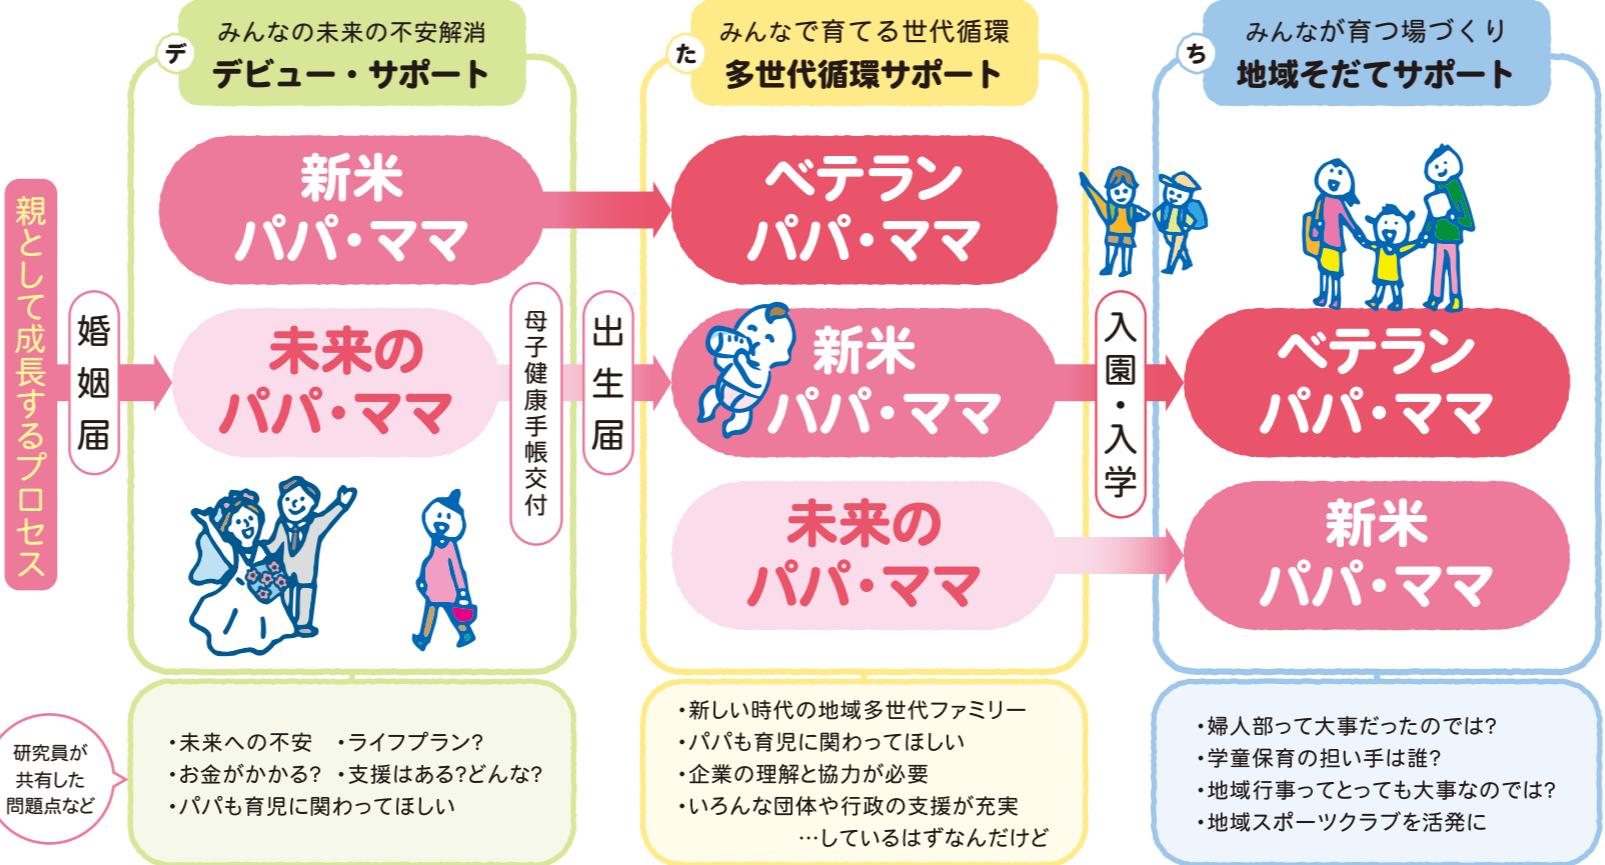 みんなの未来の不安解消
デ
デビュー・サポート
みんなで育てる世代循環
た
多世代循環サポート
みんなが育つ場づくり
ち
地域そだてサポート
親として成長するプロセス
婚姻届
新米
パパ・ママ
未来の
パパ・ママ
母子健康手帳交付
出生届
ベテラン
パパ・ママ
新米
パパ・ママ
未来の
パパ・ママ
入園・入学
ベテラン
パパ・ママ
新米
パパ・ママ
研究員が
共有した
問題点など
・未来への不安 ・ライフプラン?
・お金がかかる? ・支援はある?どんな?
・パパも育児に関わってほしい
・新しい時代の地域多世代ファミリー
・パパも育児に関わってほしい
・企業の理解と協力が必要
・いろんな団体や行政の支援が充実
…しているはずなんだけど
・婦人部って大事だったのでは?
・学童保育の担い手は誰?
・地域行事ってとっても大事なのでは?
・地域スポーツクラブを活発に